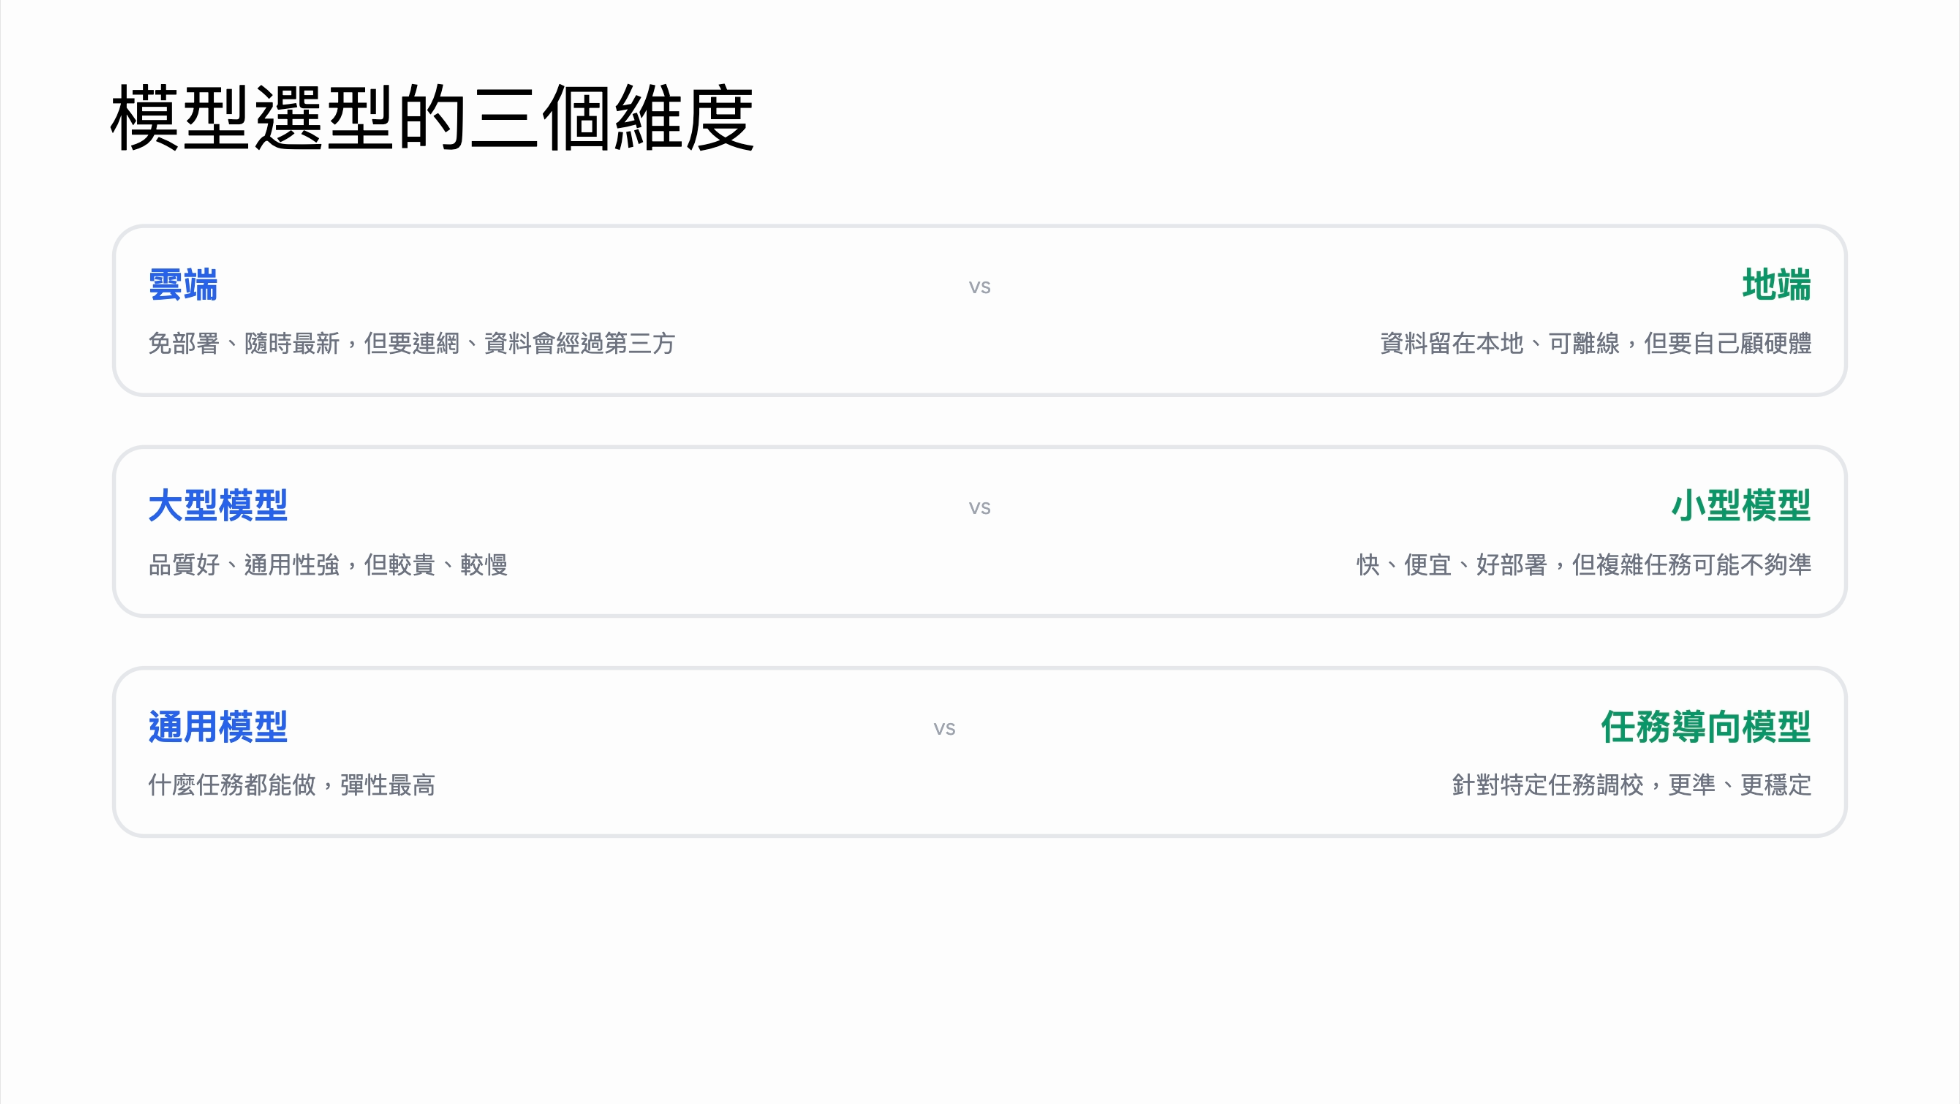 模型選型的三個維度
雲端
vs
地端
免部署、隨時最新，但要連網、資料會經過第三方
資料留在本地、可離線，但要自己顧硬體
大型模型
vs
小型模型
品質好、通用性強，但較貴、較慢
快、便宜、好部署，但複雜任務可能不夠準
通用模型
vs
任務導向模型
什麼任務都能做，彈性最高
針對特定任務調校，更準、更穩定